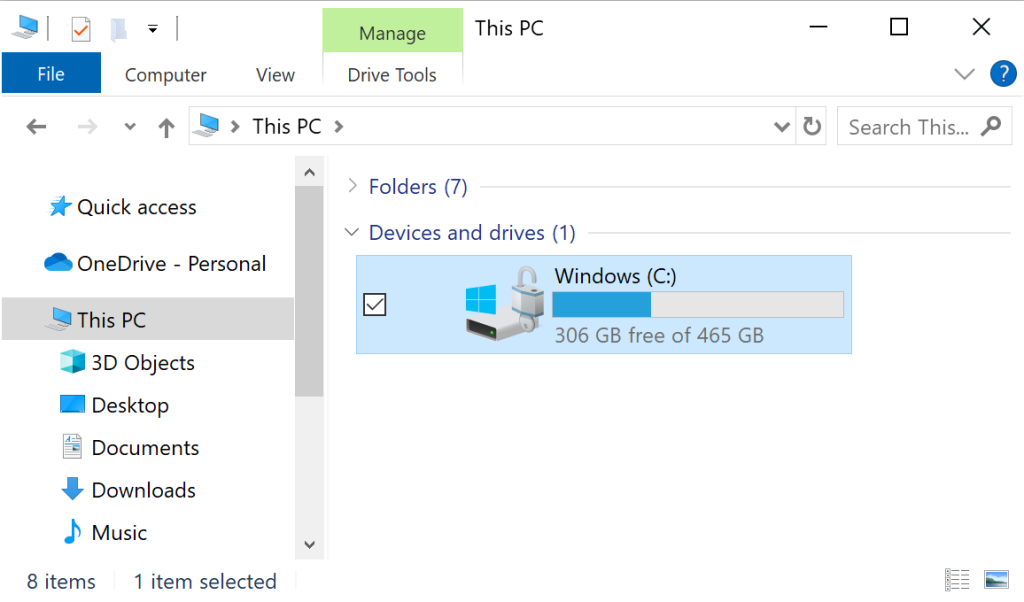 Manage
This PC
File
Computer
View
Drive Tools
?
This PC
Search This...
Quick access
OneDrive - Personal
This PC
3D Objects
Desktop
Documents
Downloads
Music
Folders (7)
Devices and drives (1)
Windows (C:)
306 GB free of 465 GB
8 items
1 item selected